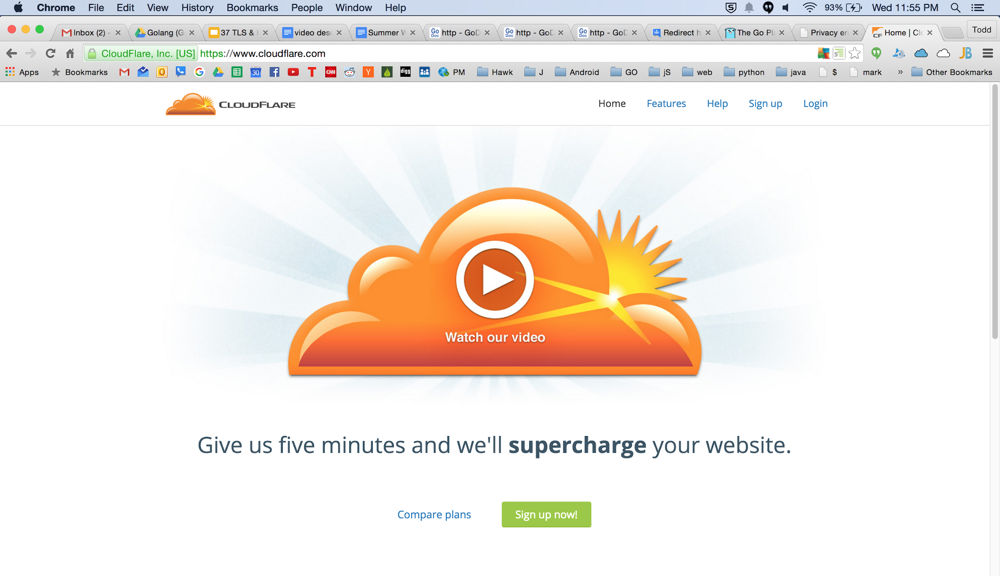 Chrome File Edit View History Bookmarks People Window Help 93% Wed 11:55 PM
Inbox (2) - Golang (G 37 TLS & video desc Summer W http - GoD http - GoD http - GoD Redirect h The Go Pl Privacy err Home | Clo Todd
CloudFlare, Inc. [US] https://www.cloudflare.com
Apps Bookmarks 30 CNN Y digg PM Hawk J Android GO jS web python java $ mark » Other Bookmarks
CLOUDFLARE Home Features Help Sign up Login
Watch our video
Give us five minutes and we'll supercharge your website.
Compare plans Sign up now!